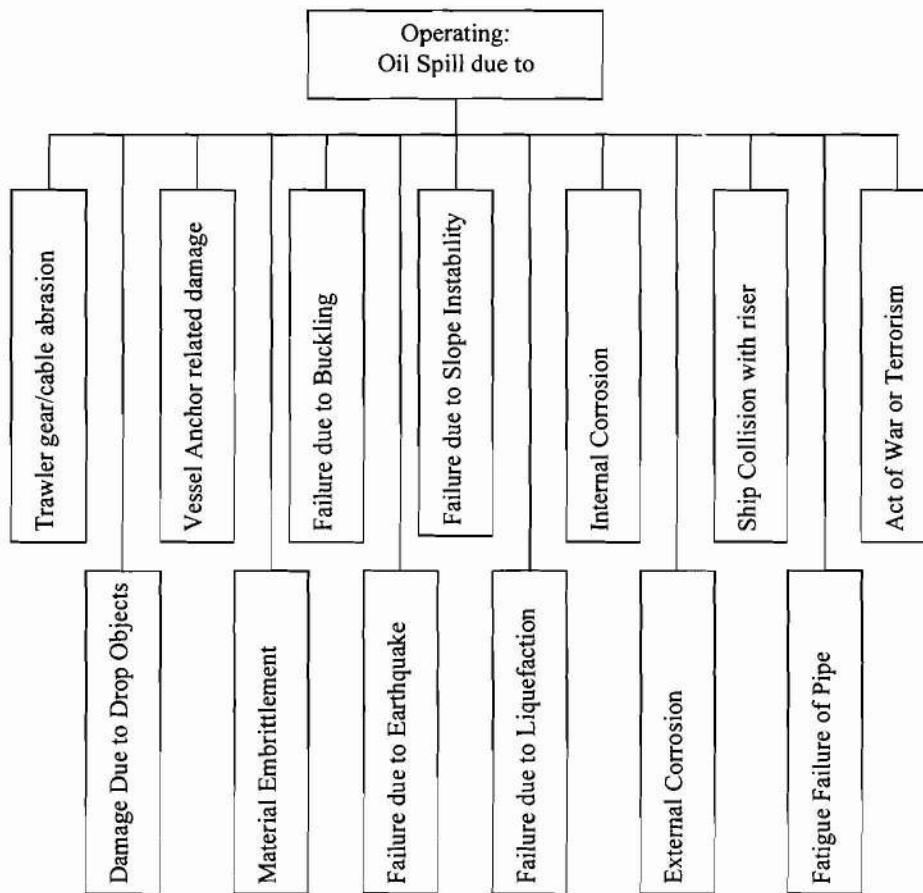 Operating:
Oil Spill due to
Trawler gear/cable abrasion
Vessel Anchor related damage
Failure due to Buckling
Failure due to Slope Instability
Internal Corrosion
Ship Collision with riser
Act of War or Terrorism
Damage Due to Drop Objects
Material Embrittlement
Failure due to Earthquake
Failure due to Liquefaction
External Corrosion
Fatigue Failure of Pipe